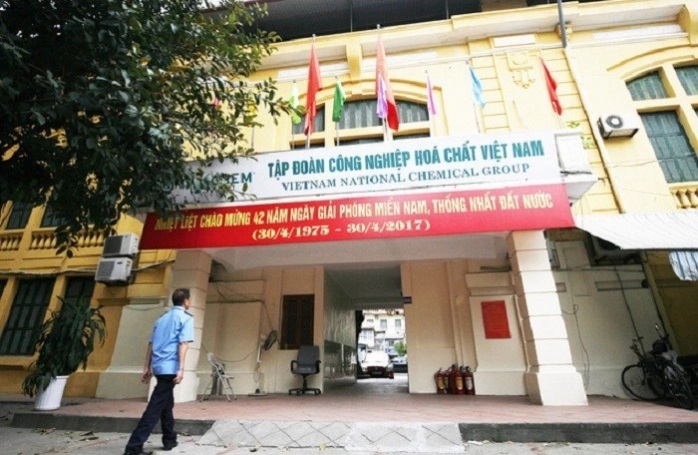 TẬP ĐOÀN CÔNG NGHIỆP HOÁ CHẤT VIỆT NAM
VIETNAM NATIONAL CHEMICAL GROUP
NHIỆT LIỆT CHÀO MỪNG 42 NĂM NGÀY GIẢI PHÓNG MIỀN NAM, THỐNG NHẤT ĐẤT NƯỚC
(30/4/1975 - 30/4/2017)